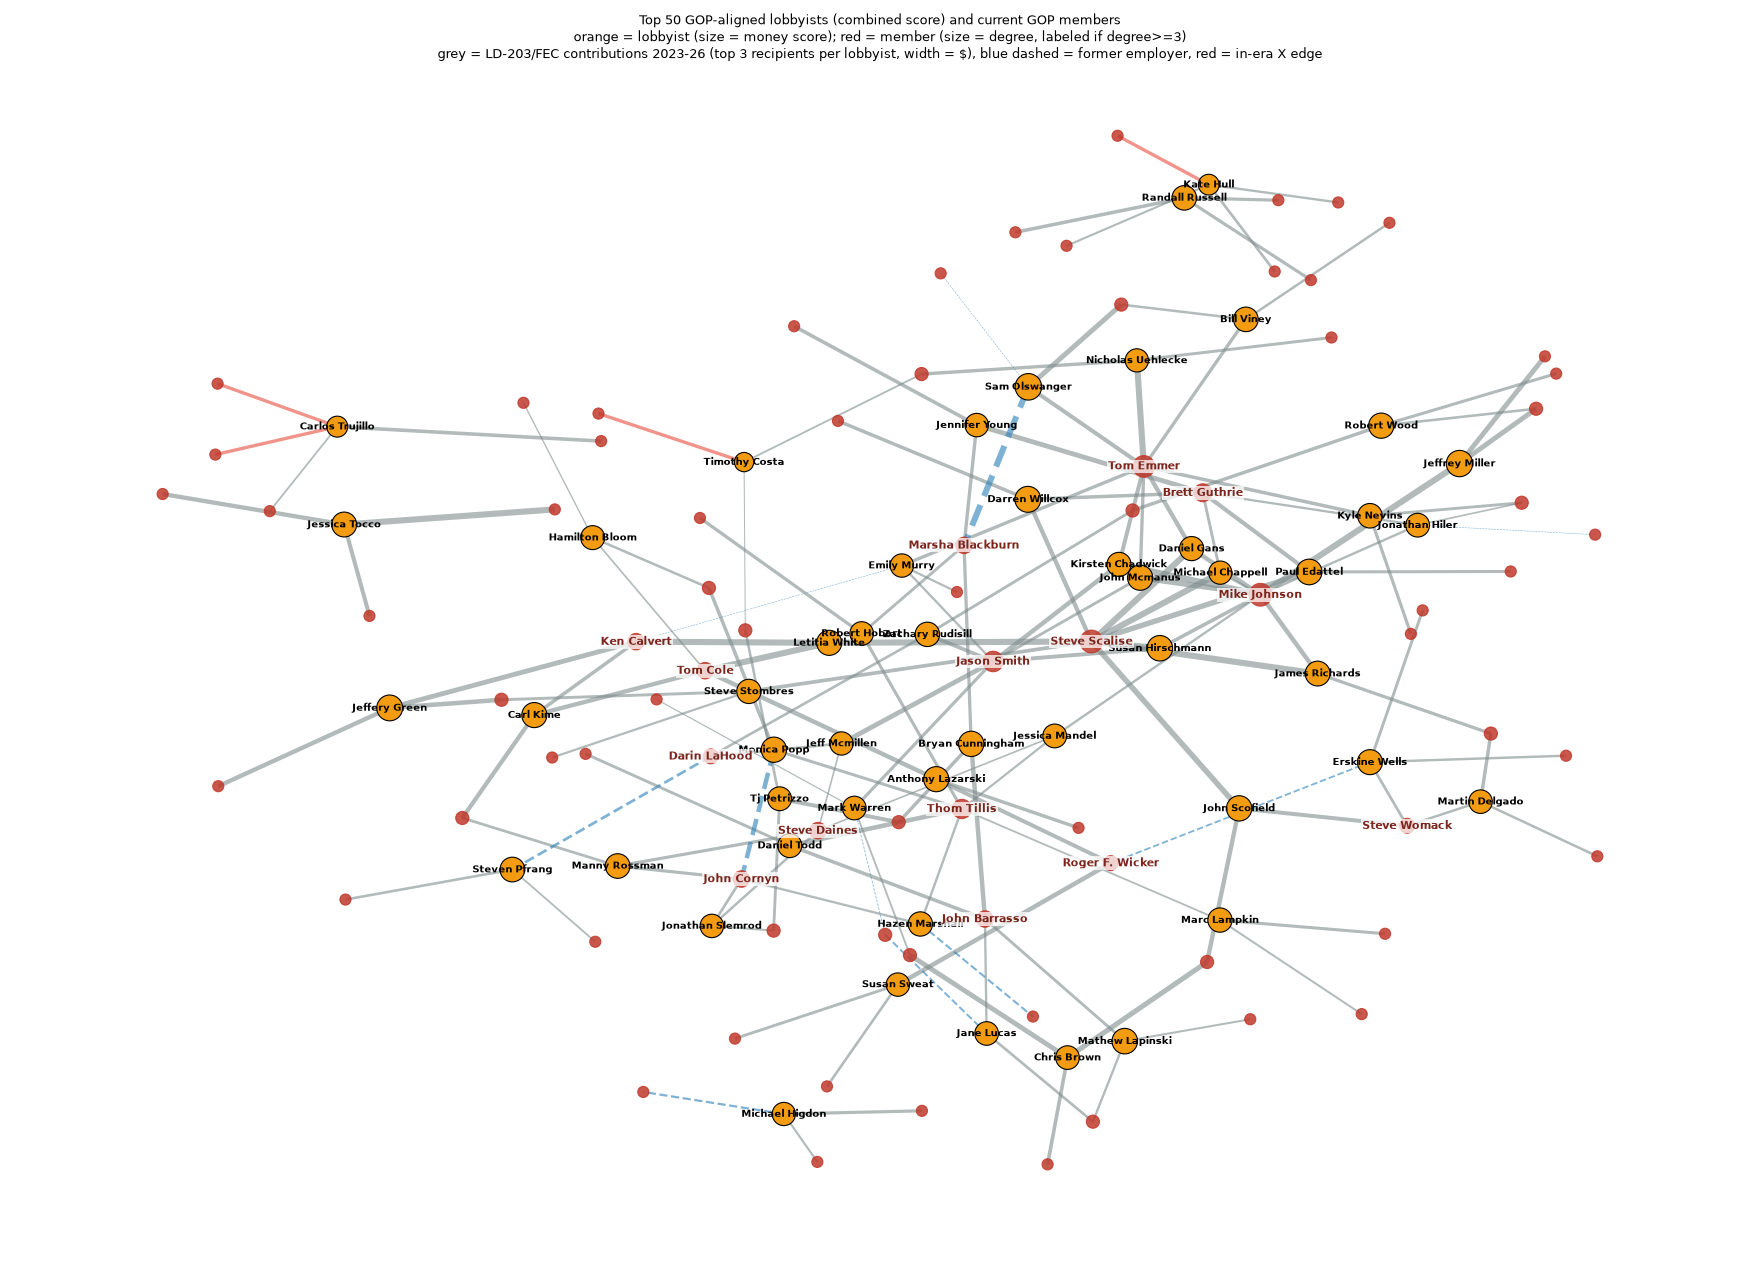 Top 50 GOP-aligned lobbyists (combined score) and current GOP members
orange = lobbyist (size = money score); red = member (size = degree, labeled if degree>=3)
grey = LD-203/FEC contributions 2023-26 (top 3 recipients per lobbyist, width = $), blue dashed = former employer, red = in-era X edge
Kate Hull
Randall Russell
Bill Viney
Nicholas Uehlecke
Sam Olswanger
Carlos Trujillo
Jennifer Young
Robert Wood
Timothy Costa
Jeffrey Miller
Tom Emmer
Brett Guthrie
Darren Willcox
Kyle Nevins
Jessica Tocco
Jonathan Hiler
Hamilton Bloom
Marsha Blackburn
Daniel Gans
Emily Murry
Kirsten Chadwick
Michael Chappell
Paul Edattel
John Mcmanus
Mike Johnson
Robert Hobart
Zachary Rudisill
Ken Calvert
Letitia White
Steve Scalise
Susan Hirschmann
Jason Smith
Tom Cole
James Richards
Steve Stombres
Jeffery Green
Carl Kime
Jessica Mandel
Jeff Mcmillen
Bryan Cunningham
Monica Popp
Darin LaHood
Erskine Wells
Anthony Lazarski
Tj Petrizzo
Martin Delgado
Mark Warren
Thom Tillis
John Scofield
Steve Womack
Steve Daines
Daniel Todd
Roger F. Wicker
Manny Rossman
Steven Pfrang
John Cornyn
John Barrasso
Marc Lampkin
Hazen Marshall
Jonathan Slemrod
Susan Sweat
Jane Lucas
Mathew Lapinski
Chris Brown
Michael Higdon